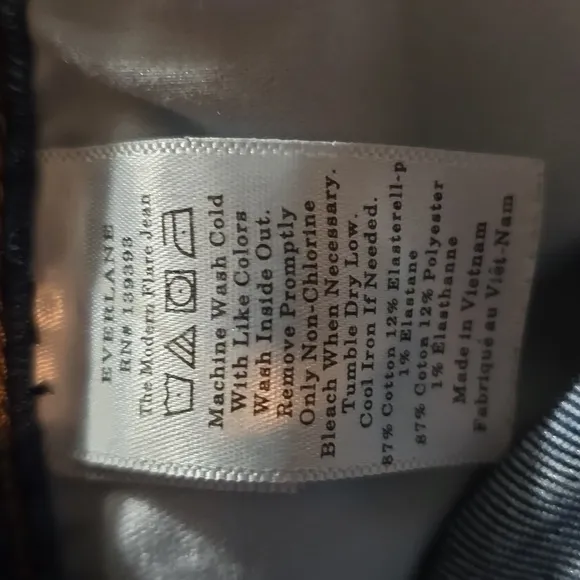 EVERLANE
RN# 139393
The Modern Flare Jean
Machine Wash Cold
With Like Colors
Wash Inside Out.
Remove Promptly
Only Non-Chlorine
Bleach When Necessary.
Tumble Dry Low.
Cool Iron If Needed.
87% Cotton 12% Elasterell-p
1% Elastane
87% Coton 12% Polyester
1% Elasthanne
Made in Vietnam
Fabriqué au Viêt-Nam